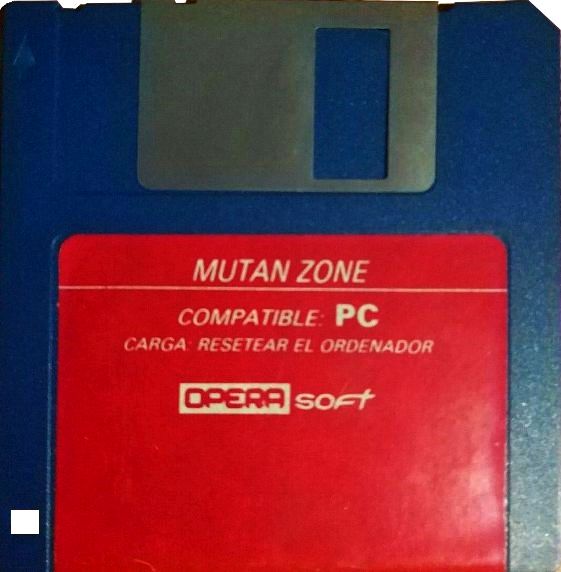 MUTAN ZONE
COMPATIBLE: PC
CARGA: RESETEAR EL ORDENADOR
OPERA SOFT